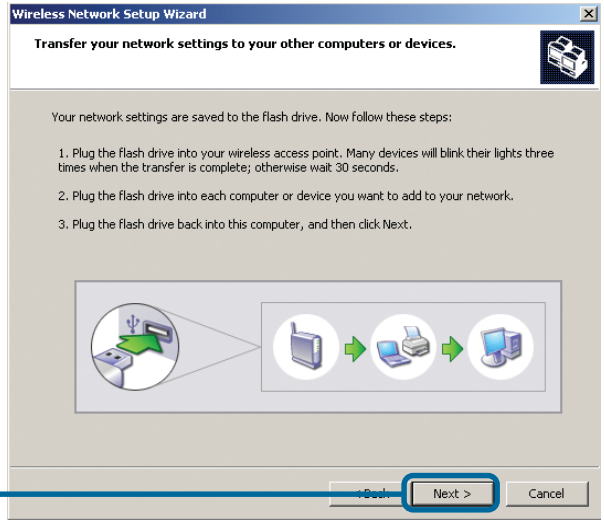 Wireless Network Setup Wizard
Transfer your network settings to your other computers or devices.
Your network settings are saved to the flash drive. Now follow these steps:
1. Plug the flash drive into your wireless access point. Many devices will blink their lights three
times when the transfer is complete; otherwise wait 30 seconds.
2. Plug the flash drive into each computer or device you want to add to your network.
3. Plug the flash drive back into this computer, and then click Next.
< Back Next > Cancel